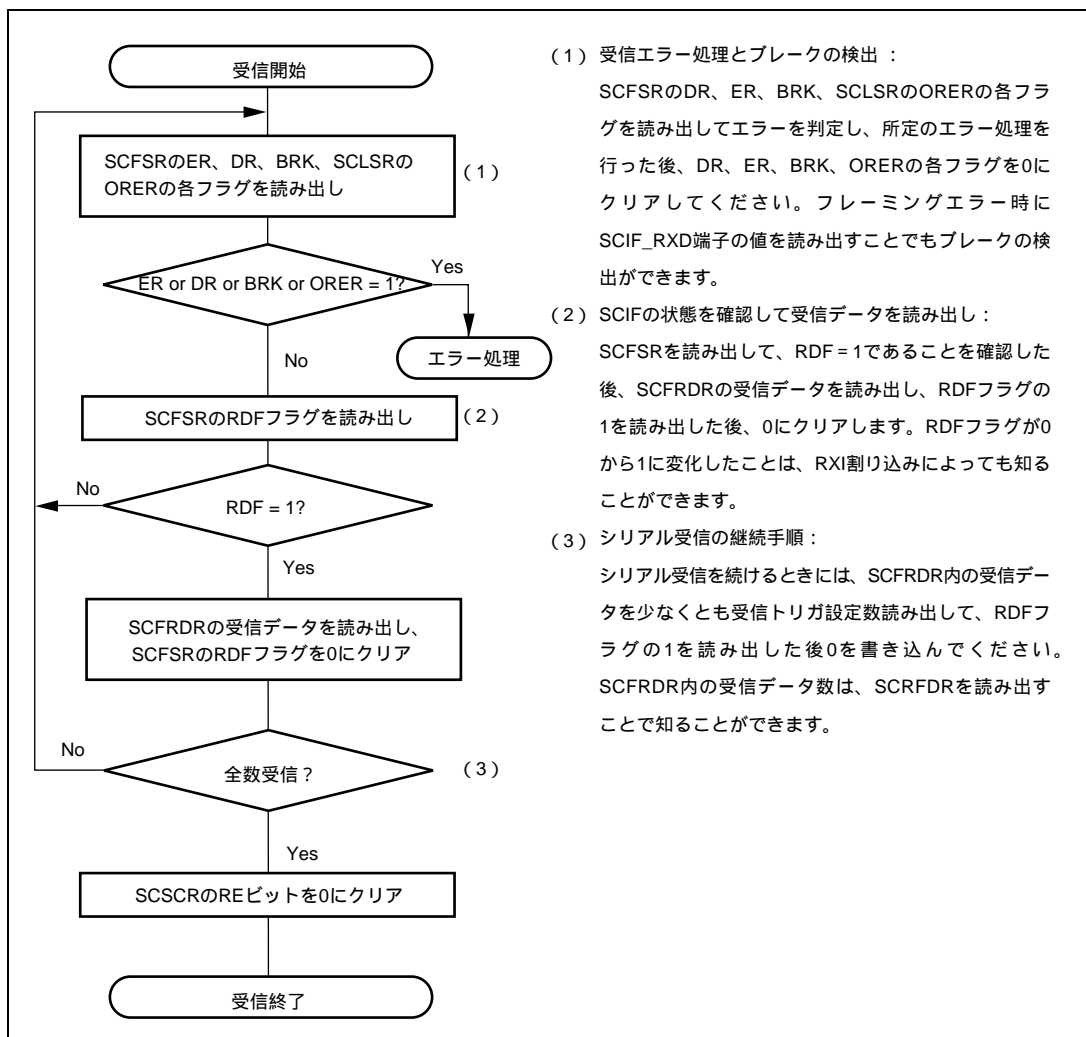 受信開始
SCFSRのER、DR、BRK、SCLSRの
ORERの各フラグを読み出し
（1）
ER or DR or BRK or ORER = 1?
Yes
エラー処理
No
SCFSRのRDFフラグを読み出し
（2）
No
RDF = 1?
Yes
SCFRDRの受信データを読み出し、
SCFSRのRDFフラグを0にクリア
No
全数受信？
（3）
Yes
SCSCRのREビットを0にクリア
受信終了
（1）受信エラー処理とブレークの検出：
SCFSRのDR、ER、BRK、SCLSRのORERの各フラ
グを読み出してエラーを判定し、所定のエラー処理を
行った後、DR、ER、BRK、ORERの各フラグを0に
クリアしてください。フレーミングエラー時に
SCIF_RXD端子の値を読み出すことでもブレークの検
出ができます。
（2）SCIFの状態を確認して受信データを読み出し：
SCFSRを読み出して、RDF = 1であることを確認した
後、SCFRDRの受信データを読み出し、RDFフラグの
1を読み出した後、0にクリアします。RDFフラグが0
から1に変化したことは、RXI割り込みによっても知る
ことができます。
（3）シリアル受信の継続手順：
シリアル受信を続けるときには、SCFRDR内の受信デー
タを少なくとも受信トリガ設定数読み出して、RDFフ
ラグの1を読み出した後0を書き込んでください。
SCFRDR内の受信データ数は、SCRFDRを読み出す
ことで知ることができます。